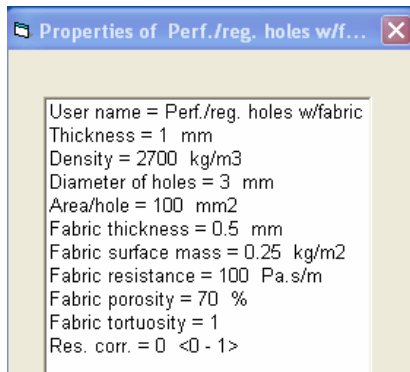 Properties of Perf./reg. holes w/f...
User name = Perf./reg. holes w/fabric
Thickness = 1 mm
Density = 2700 kg/m3
Diameter of holes = 3 mm
Area/hole = 100 mm2
Fabric thickness = 0.5 mm
Fabric surface mass = 0.25 kg/m2
Fabric resistance = 100 Pa.s/m
Fabric porosity = 70 %
Fabric tortuosity = 1
Res. corr. = 0 <0 - 1>